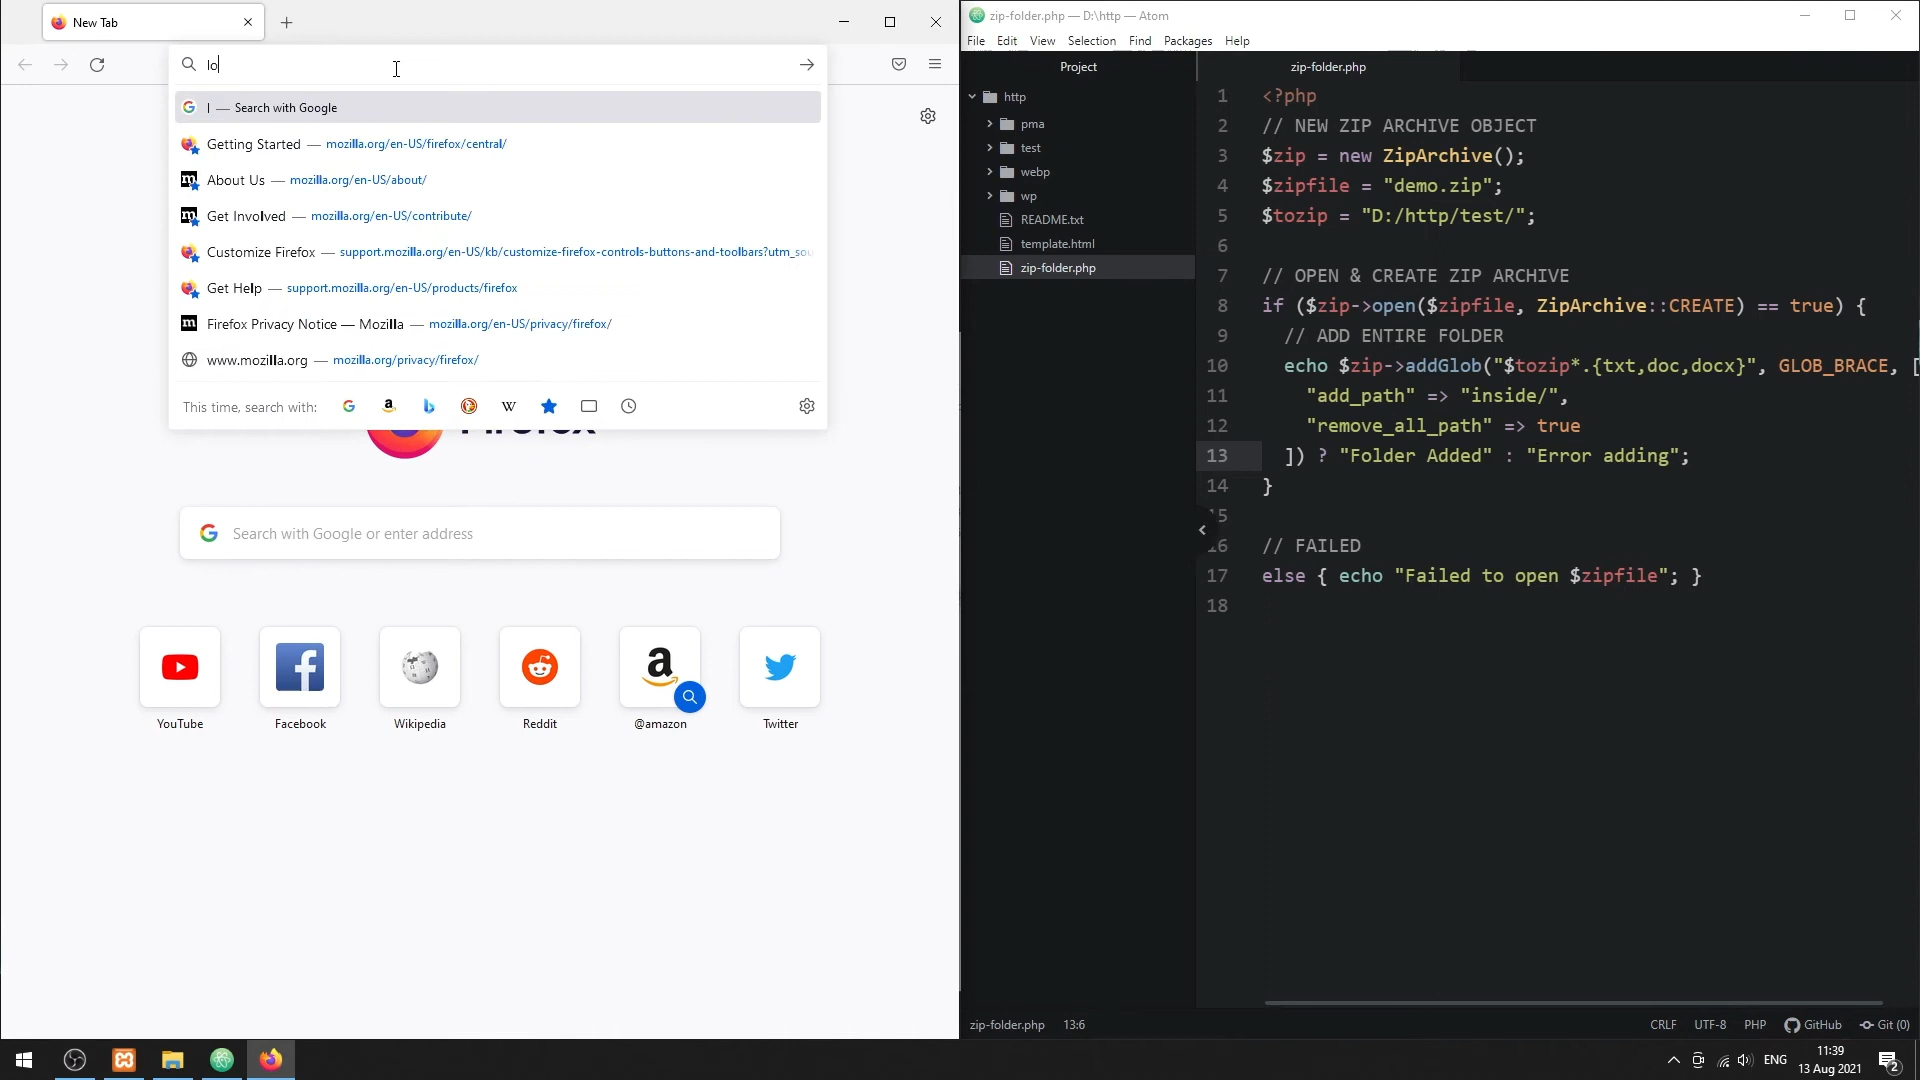 New Tab
lo
l — Search with Google
Getting Started — mozilla.org/en-US/firefox/central/
About Us — mozilla.org/en-US/about/
Get Involved — mozilla.org/en-US/contribute/
Customize Firefox — support.mozilla.org/en-US/kb/customize-firefox-controls-buttons-and-toolbars?utm_sou
Get Help — support.mozilla.org/en-US/products/firefox
Firefox Privacy Notice — Mozilla — mozilla.org/en-US/privacy/firefox/
www.mozilla.org — mozilla.org/privacy/firefox/
This time, search with:
Firefox
Search with Google or enter address
YouTube
Facebook
Wikipedia
Reddit
@amazon
Twitter
zip-folder.php — D:\http — Atom
File Edit View Selection Find Packages Help
Project
http
pma
test
webp
wp
README.txt
template.html
zip-folder.php
zip-folder.php
1 <?php
2 // NEW ZIP ARCHIVE OBJECT
3 $zip = new ZipArchive();
4 $zipfile = "demo.zip";
5 $tozip = "D:/http/test/";
6
7 // OPEN & CREATE ZIP ARCHIVE
8 if ($zip->open($zipfile, ZipArchive::CREATE) == true) {
9 // ADD ENTIRE FOLDER
10 echo $zip->addGlob("$tozip*.{txt,doc,docx}", GLOB_BRACE, [
11 "add_path" => "inside/",
12 "remove_all_path" => true
13 ]) ? "Folder Added" : "Error adding";
14 }
15
16 // FAILED
17 else { echo "Failed to open $zipfile"; }
18
zip-folder.php 13:6
CRLF UTF-8 PHP GitHub Git (0)
ENG
11:39
13 Aug 2021
2